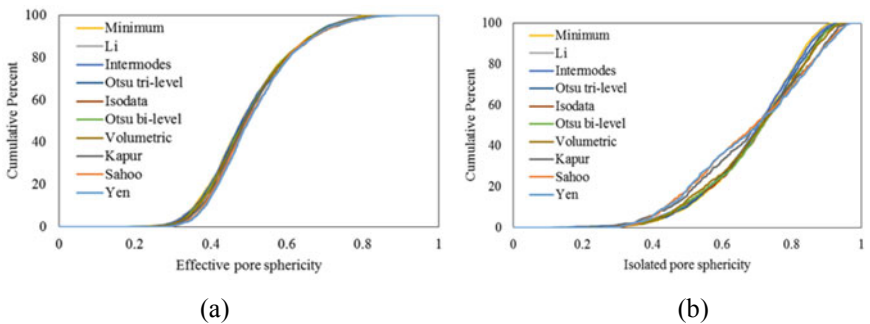 100
80
60
40
20
0
Cumulative Percent
Minimum
Li
Intermodes
Otsu tri-level
Isodata
Otsu bi-level
Volumetric
Kapur
Sahoo
Yen
0 0.2 0.4 0.6 0.8 1
Effective pore sphericity
(a)
100
80
60
40
20
0
Cumulative Percent
Minimum
Li
Intermodes
Otsu tri-level
Isodata
Otsu bi-level
Volumetric
Kapur
Sahoo
Yen
0 0.2 0.4 0.6 0.8 1
Isolated pore sphericity
(b)